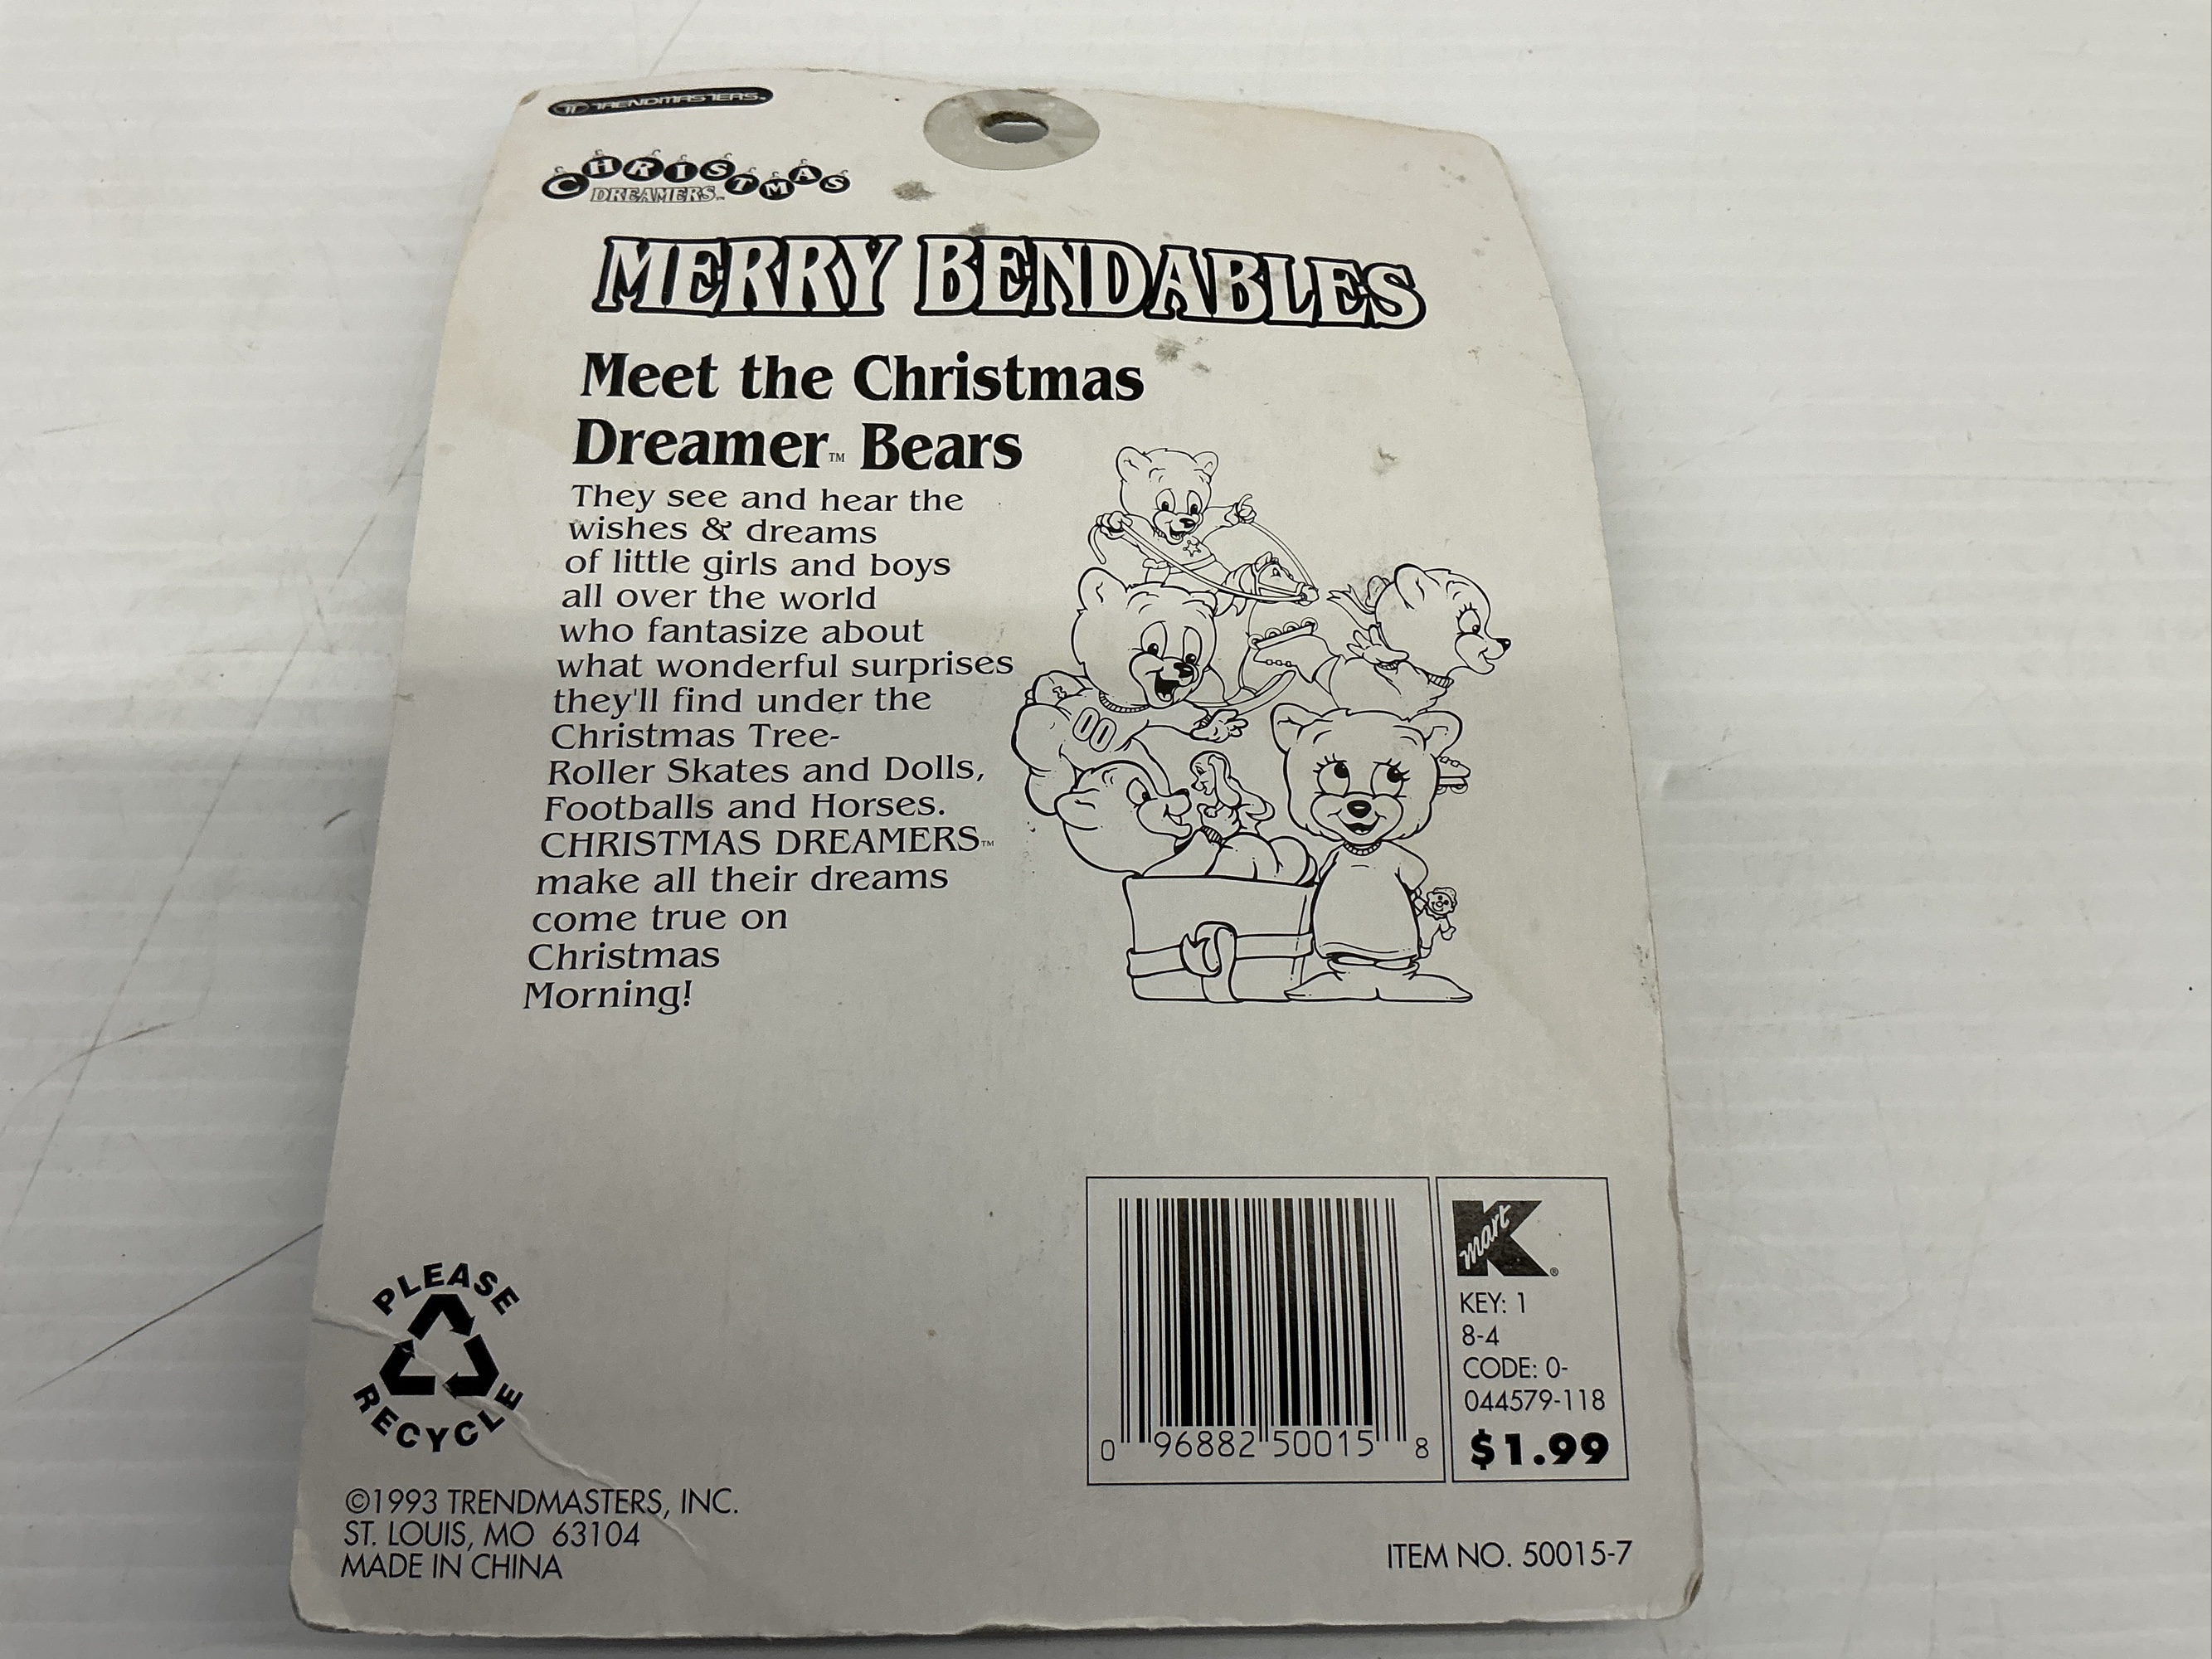 TRENDMASTERS™
CHRISTMAS
DREAMERS™
MERRY BENDABLES
Meet the Christmas
Dreamer™ Bears
They see and hear the
wishes & dreams
of little girls and boys
all over the world
who fantasize about
what wonderful surprises
they'll find under the
Christmas Tree-
Roller Skates and Dolls,
Footballs and Horses.
CHRISTMAS DREAMERS™
make all their dreams
come true on
Christmas
Morning!
00
PLEASE
RECYCLE
©1993 TRENDMASTERS, INC.
ST. LOUIS, MO 63104
MADE IN CHINA
0 96882 50015 8
K mart®
KEY: 1
8-4
CODE: 0-
044579-118
$1.99
ITEM NO. 50015-7